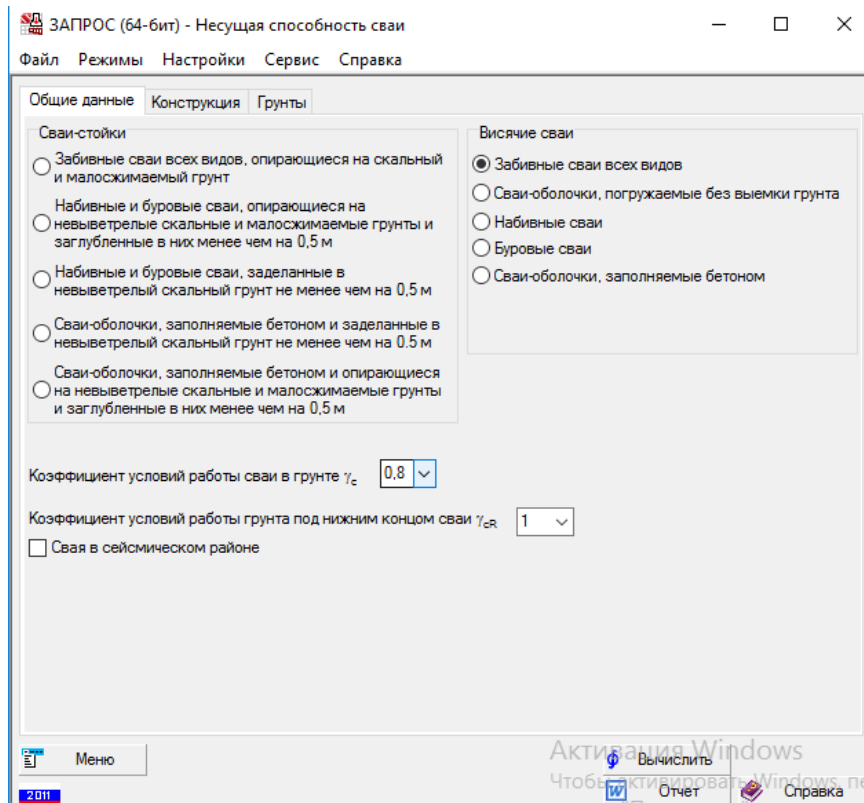 ЗАПРОС (64-бит) - Несущая способность сваи
Файл Режимы Настройки Сервис Справка
Общие данные Конструкция Грунты
Сваи-стойки
Забивные сваи всех видов, опирающиеся на скальный
и малосжимаемый грунт
Набивные и буровые сваи, опирающиеся на
невыветрелые скальные и малосжимаемые грунты и
заглубленные в них менее чем на 0,5 м
Набивные и буровые сваи, заделанные в
невыветрелый скальный грунт не менее чем на 0,5 м
Сваи-оболочки, заполняемые бетоном и заделанные в
невыветрелый скальный грунт не менее чем на 0.5 м
Сваи-оболочки, заполняемые бетоном и опирающиеся
на невыветрелые скальные и малосжимаемые грунты
и заглубленные в них менее чем на 0,5 м
Висячие сваи
Забивные сваи всех видов
Сваи-оболочки, погружаемые без выемки грунта
Набивные сваи
Буровые сваи
Сваи-оболочки, заполняемые бетоном
Коэффициент условий работы сваи в грунте γc 0,8
Коэффициент условий работы грунта под нижним концом сваи γcR 1
Свая в сейсмическом районе
Меню
Активация Windows
Вычислить
Чтобы активировать Windows,
2011
Отчет
Справка